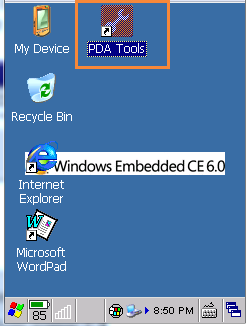 My Device
PDA Tools
Recycle Bin
Windows Embedded CE 6.0
Internet
Explorer
Microsoft
WordPad
85
8:50 PM